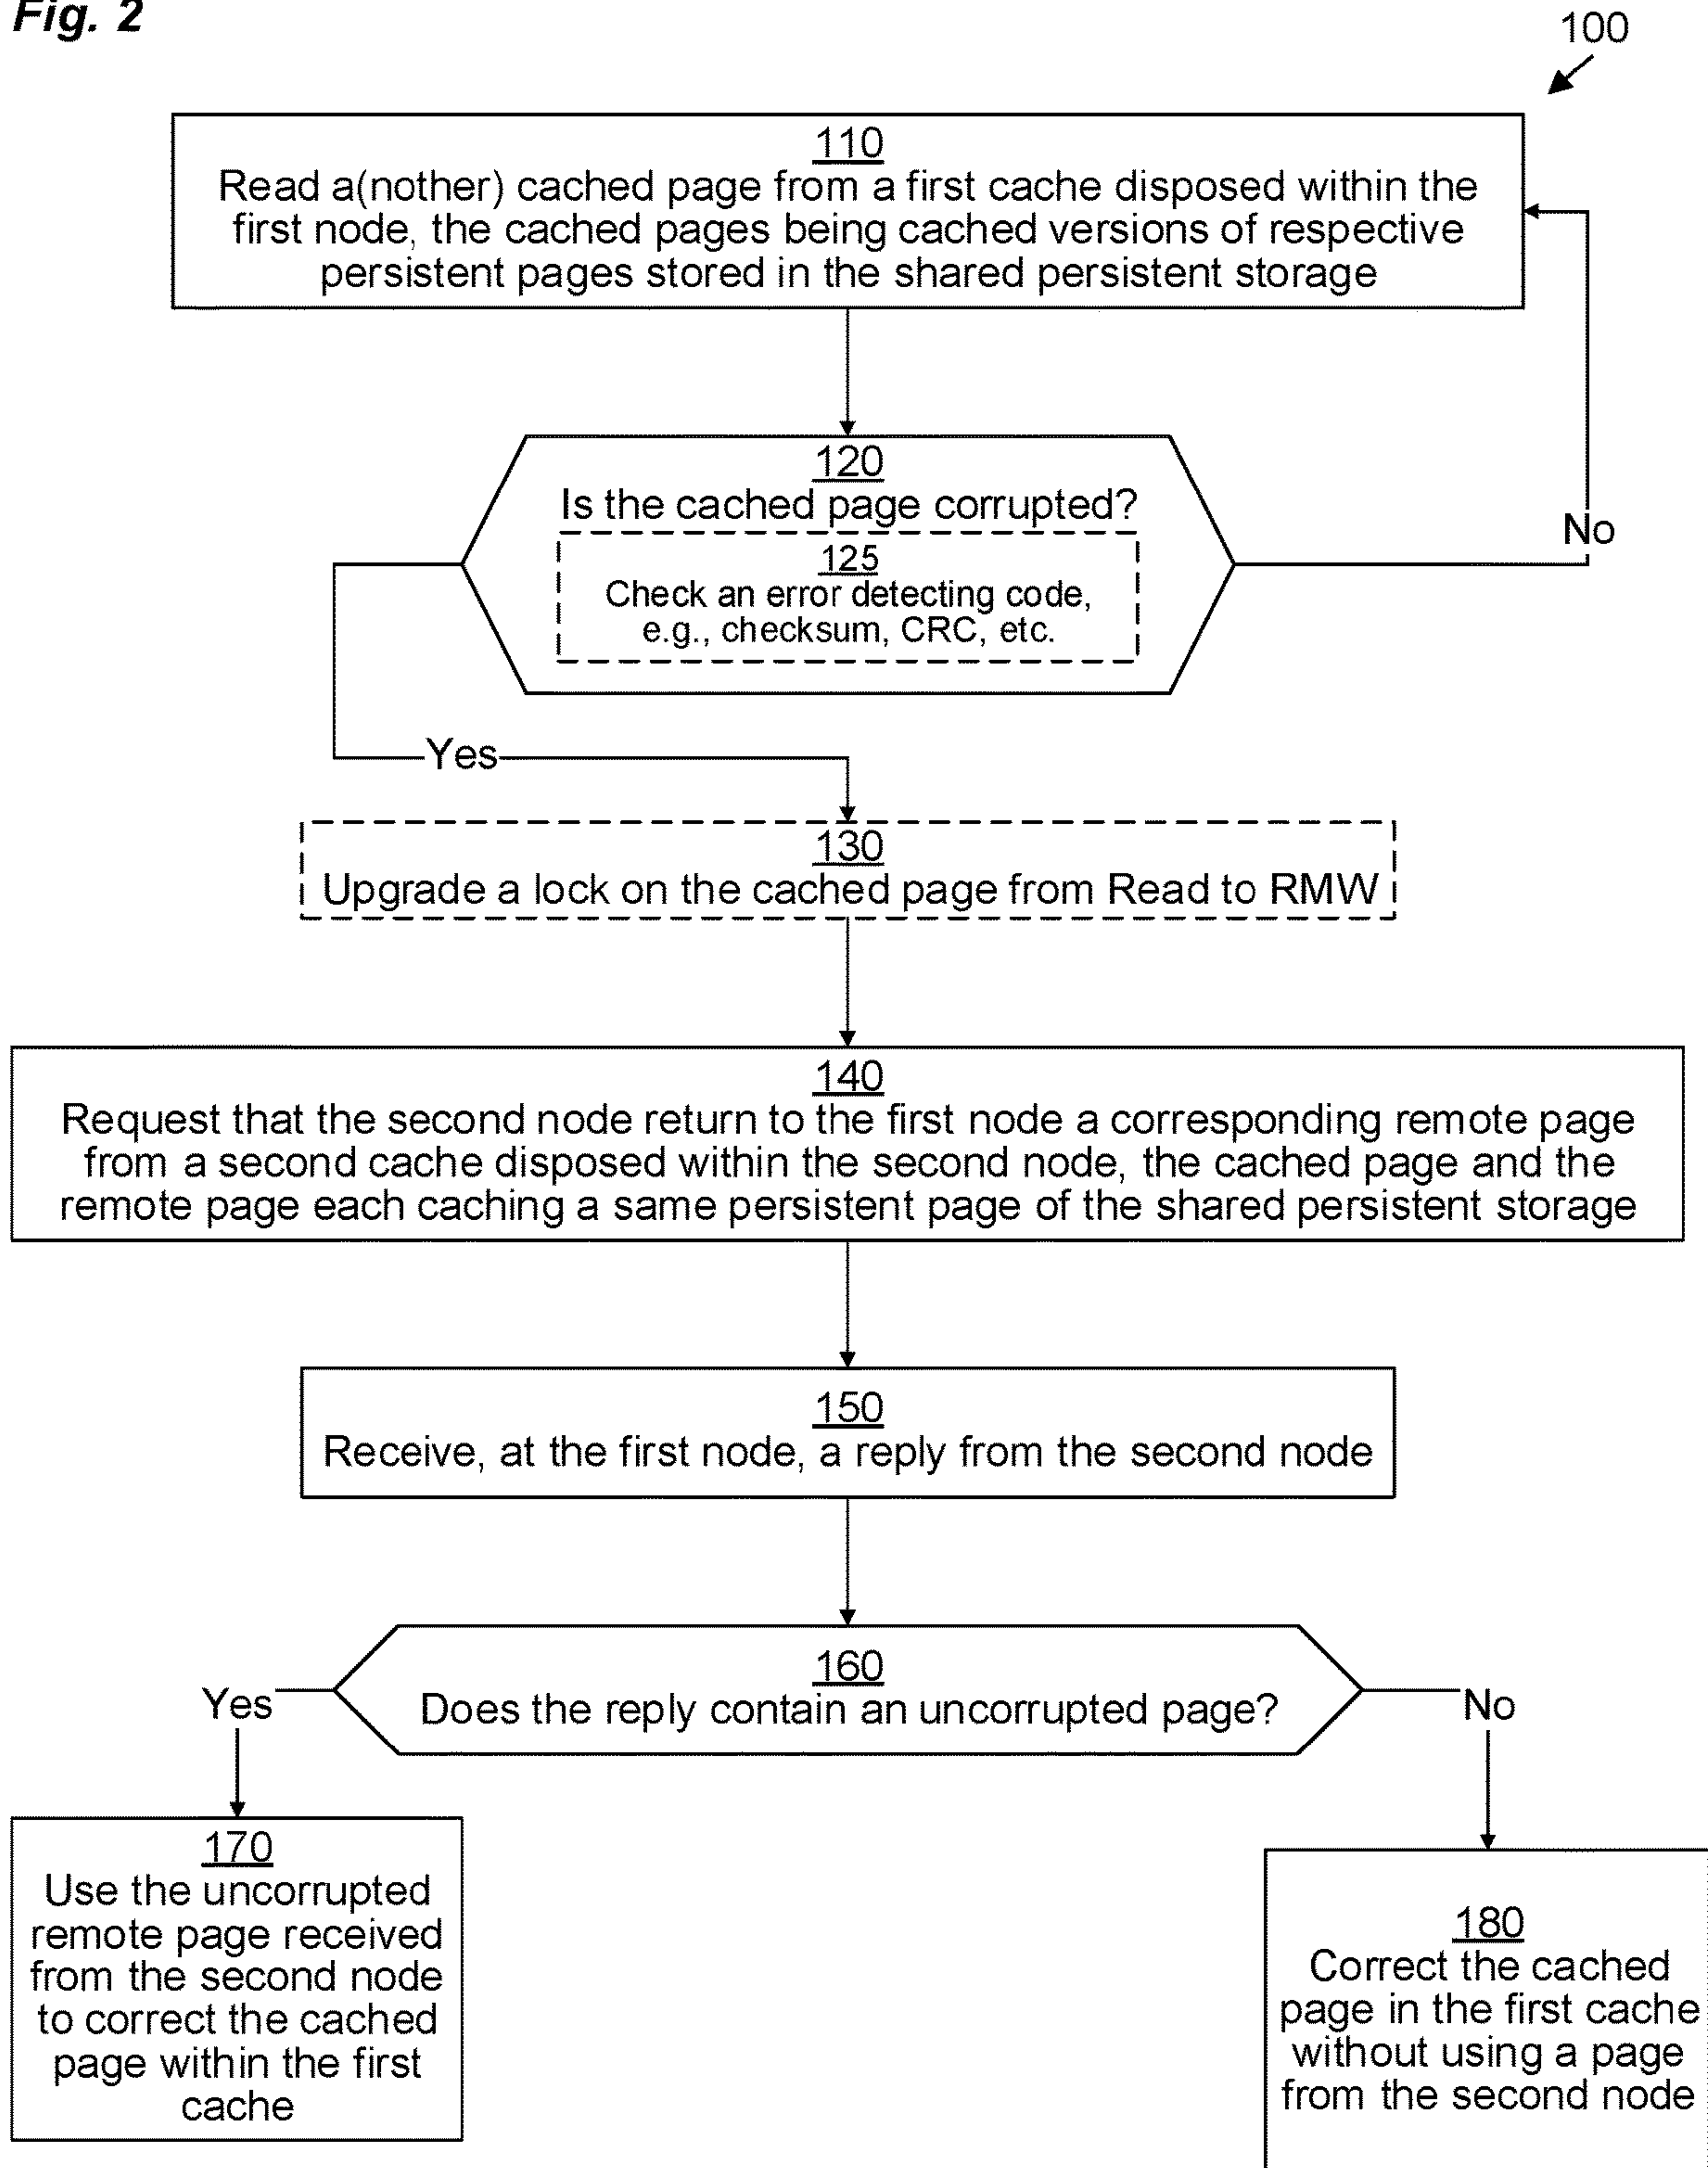 Fig. 2
100
110
Read a(nother) cached page from a first cache disposed within the
first node, the cached pages being cached versions of respective
persistent pages stored in the shared persistent storage
120
Is the cached page corrupted?
125
Check an error detecting code,
e.g., checksum, CRC, etc.
No
Yes
130
Upgrade a lock on the cached page from Read to RMW
140
Request that the second node return to the first node a corresponding remote page
from a second cache disposed within the second node, the cached page and the
remote page each caching a same persistent page of the shared persistent storage
150
Receive, at the first node, a reply from the second node
160
Does the reply contain an uncorrupted page?
Yes
No
170
Use the uncorrupted
remote page received
from the second node
to correct the cached
page within the first
cache
180
Correct the cached
page in the first cache
without using a page
from the second node